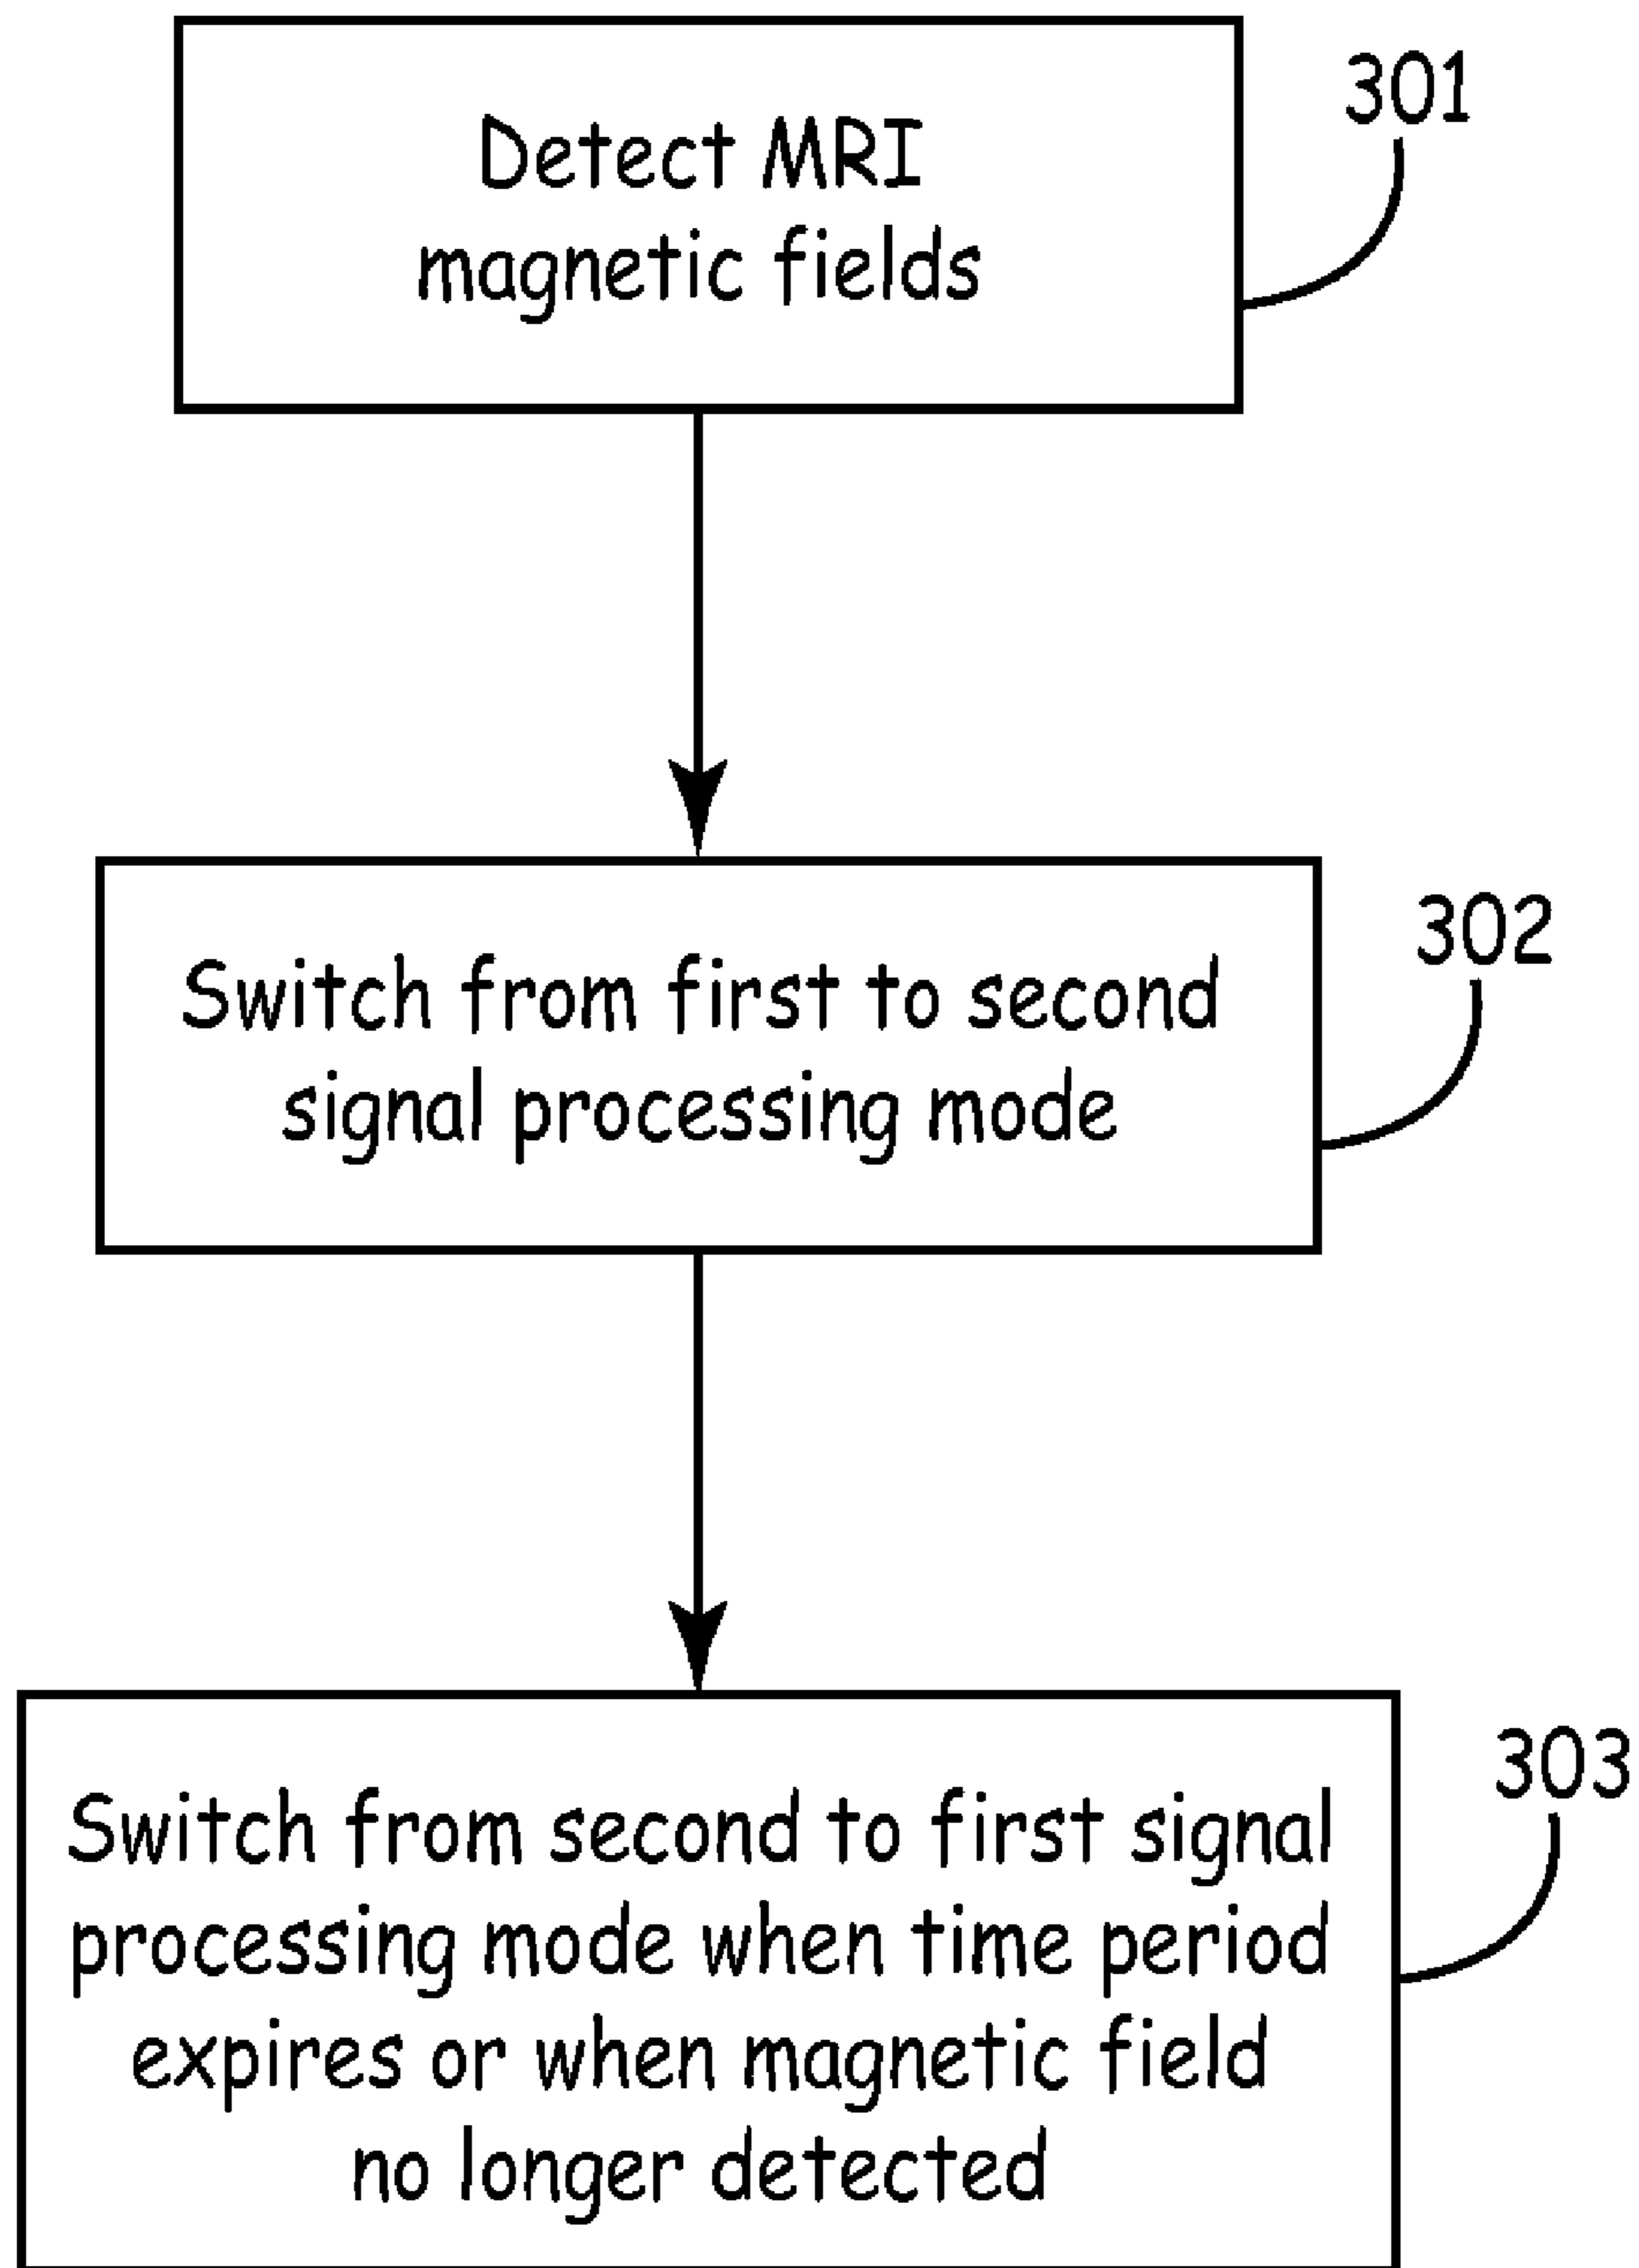 301
Detect MRI
magnetic fields
302
Switch from first to second
signal processing mode
303
Switch from second to first signal
processing mode when time period
expires or when magnetic field
no longer detected